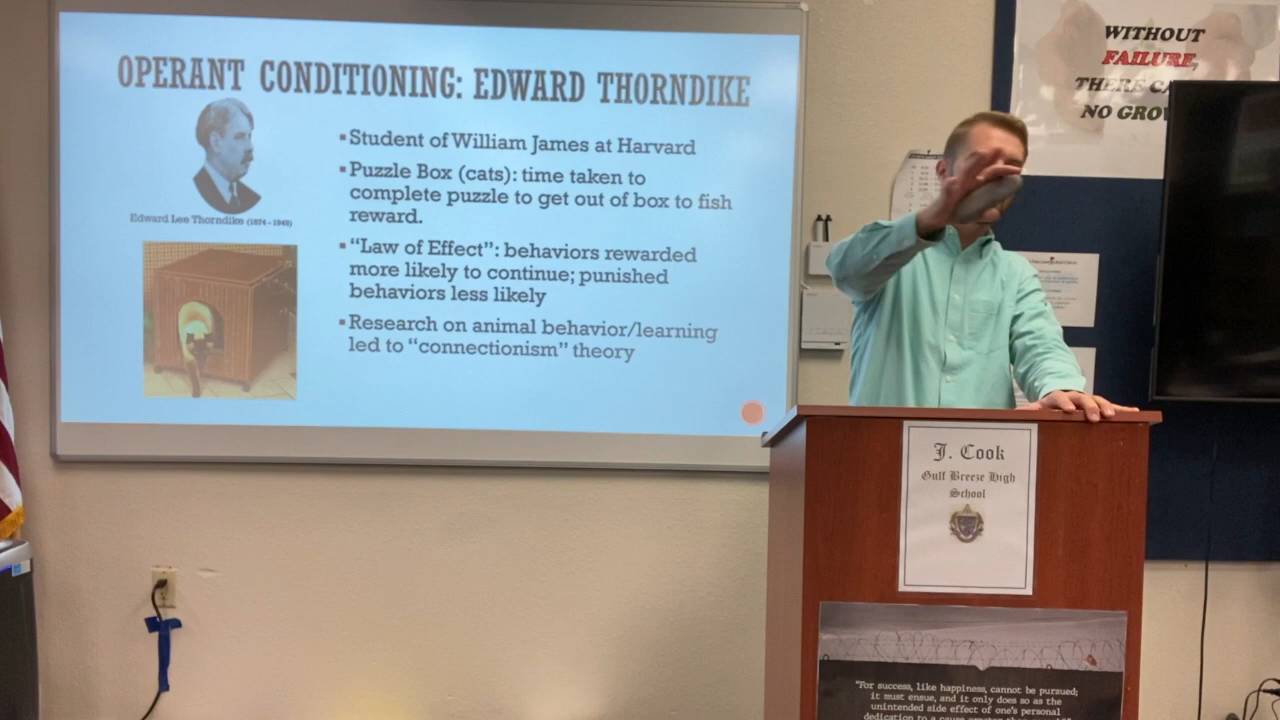 OPERANT CONDITIONING: EDWARD THORNDIKE
Edward Lee Thorndike (1874 - 1949)
▪Student of William James at Harvard
▪Puzzle Box (cats): time taken to
complete puzzle to get out of box to fish
reward.
▪"Law of Effect": behaviors rewarded
more likely to continue; punished
behaviors less likely
▪Research on animal behavior/learning
led to "connectionism" theory
WITHOUT
FAILURE,
THERE
NO
J. Cook
Gulf Breeze High
School
"For success, like happiness, cannot be pursued;
it must ensue, and it only does so as the
unintended side effect of one's personal
dedication to a cause